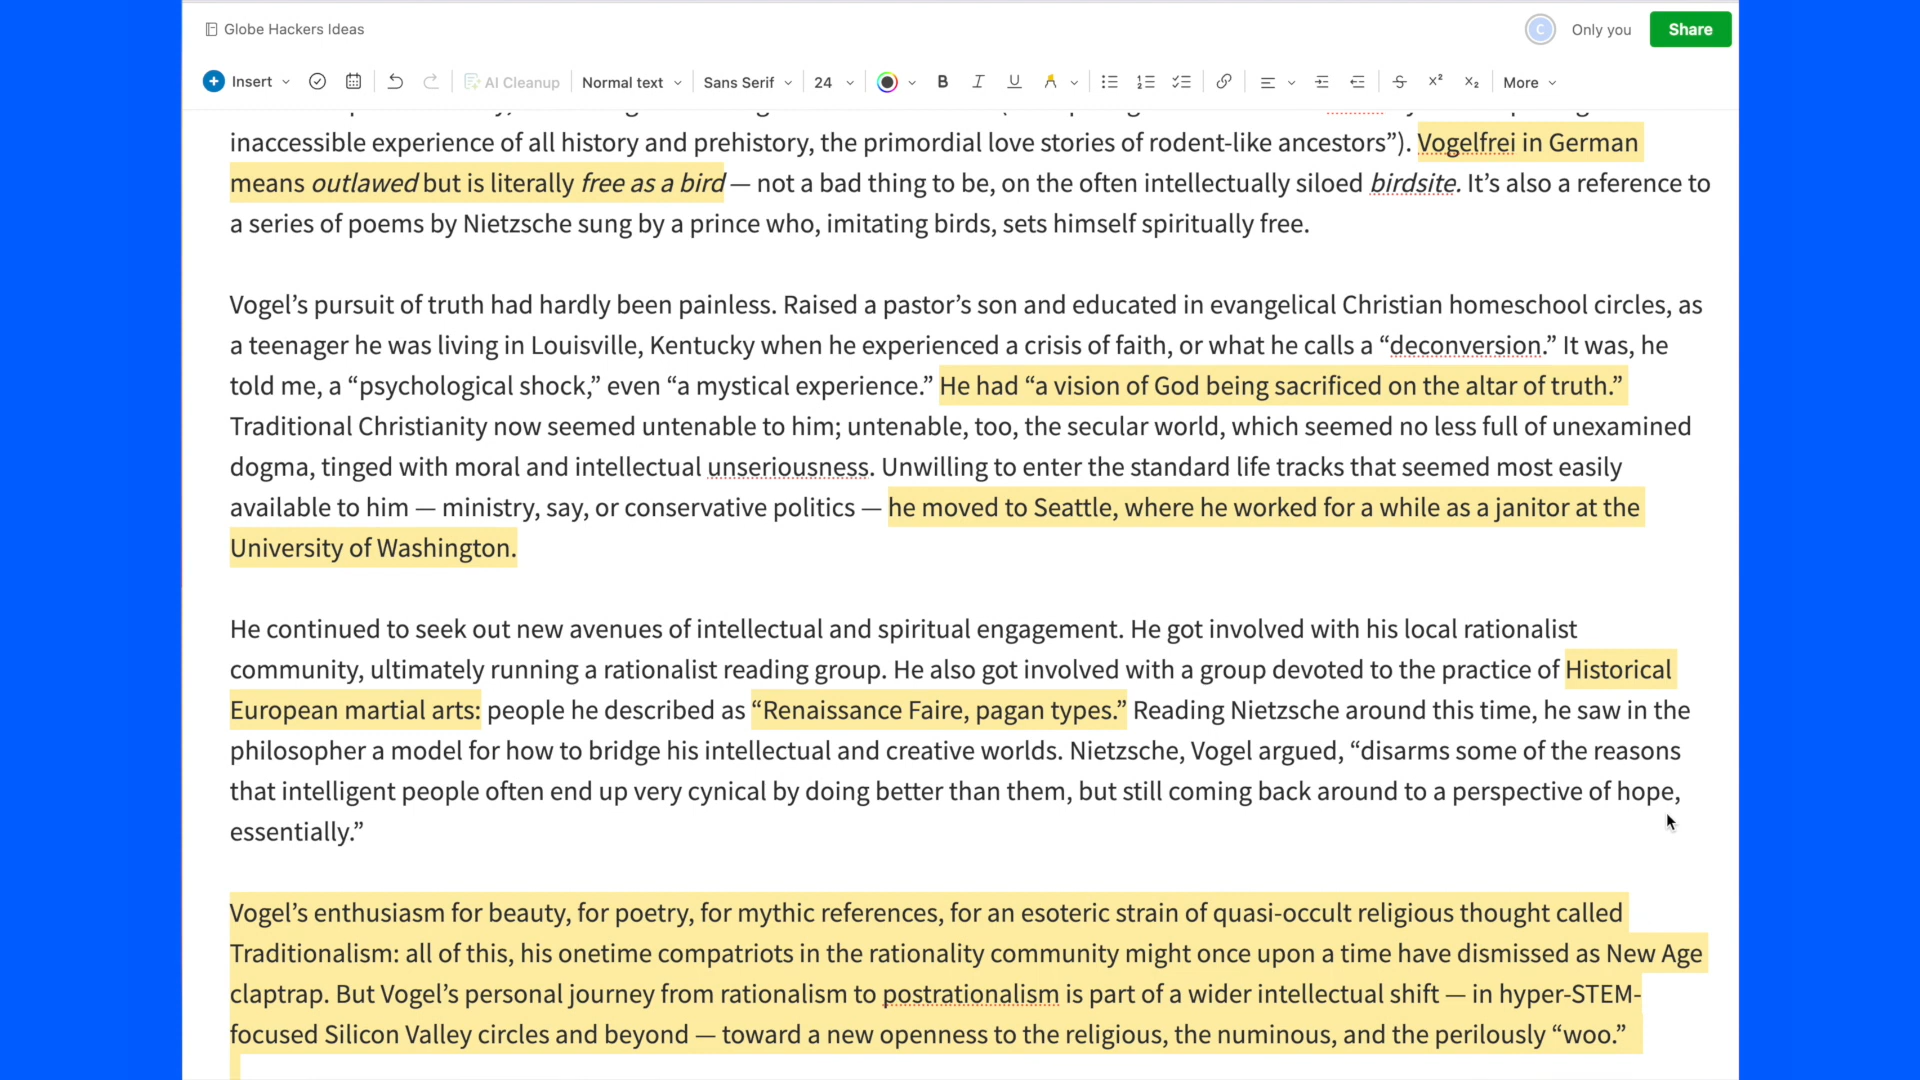 Globe Hackers Ideas
C Only you Share
Insert AI Cleanup Normal text Sans Serif 24 B I U A S X² X₂ More
inaccessible experience of all history and prehistory, the primordial love stories of rodent-like ancestors”). Vogelfrei in German
means outlawed but is literally free as a bird — not a bad thing to be, on the often intellectually siloed birdsite. It’s also a reference to
a series of poems by Nietzsche sung by a prince who, imitating birds, sets himself spiritually free.
Vogel’s pursuit of truth had hardly been painless. Raised a pastor’s son and educated in evangelical Christian homeschool circles, as
a teenager he was living in Louisville, Kentucky when he experienced a crisis of faith, or what he calls a “deconversion.” It was, he
told me, a “psychological shock,” even “a mystical experience.” He had “a vision of God being sacrificed on the altar of truth.”
Traditional Christianity now seemed untenable to him; untenable, too, the secular world, which seemed no less full of unexamined
dogma, tinged with moral and intellectual unseriousness. Unwilling to enter the standard life tracks that seemed most easily
available to him — ministry, say, or conservative politics — he moved to Seattle, where he worked for a while as a janitor at the
University of Washington.
He continued to seek out new avenues of intellectual and spiritual engagement. He got involved with his local rationalist
community, ultimately running a rationalist reading group. He also got involved with a group devoted to the practice of Historical
European martial arts: people he described as “Renaissance Faire, pagan types.” Reading Nietzsche around this time, he saw in the
philosopher a model for how to bridge his intellectual and creative worlds. Nietzsche, Vogel argued, “disarms some of the reasons
that intelligent people often end up very cynical by doing better than them, but still coming back around to a perspective of hope,
essentially.”
Vogel’s enthusiasm for beauty, for poetry, for mythic references, for an esoteric strain of quasi-occult religious thought called
Traditionalism: all of this, his onetime compatriots in the rationality community might once upon a time have dismissed as New Age
claptrap. But Vogel’s personal journey from rationalism to postrationalism is part of a wider intellectual shift — in hyper-STEM-
focused Silicon Valley circles and beyond — toward a new openness to the religious, the numinous, and the perilously “woo.”